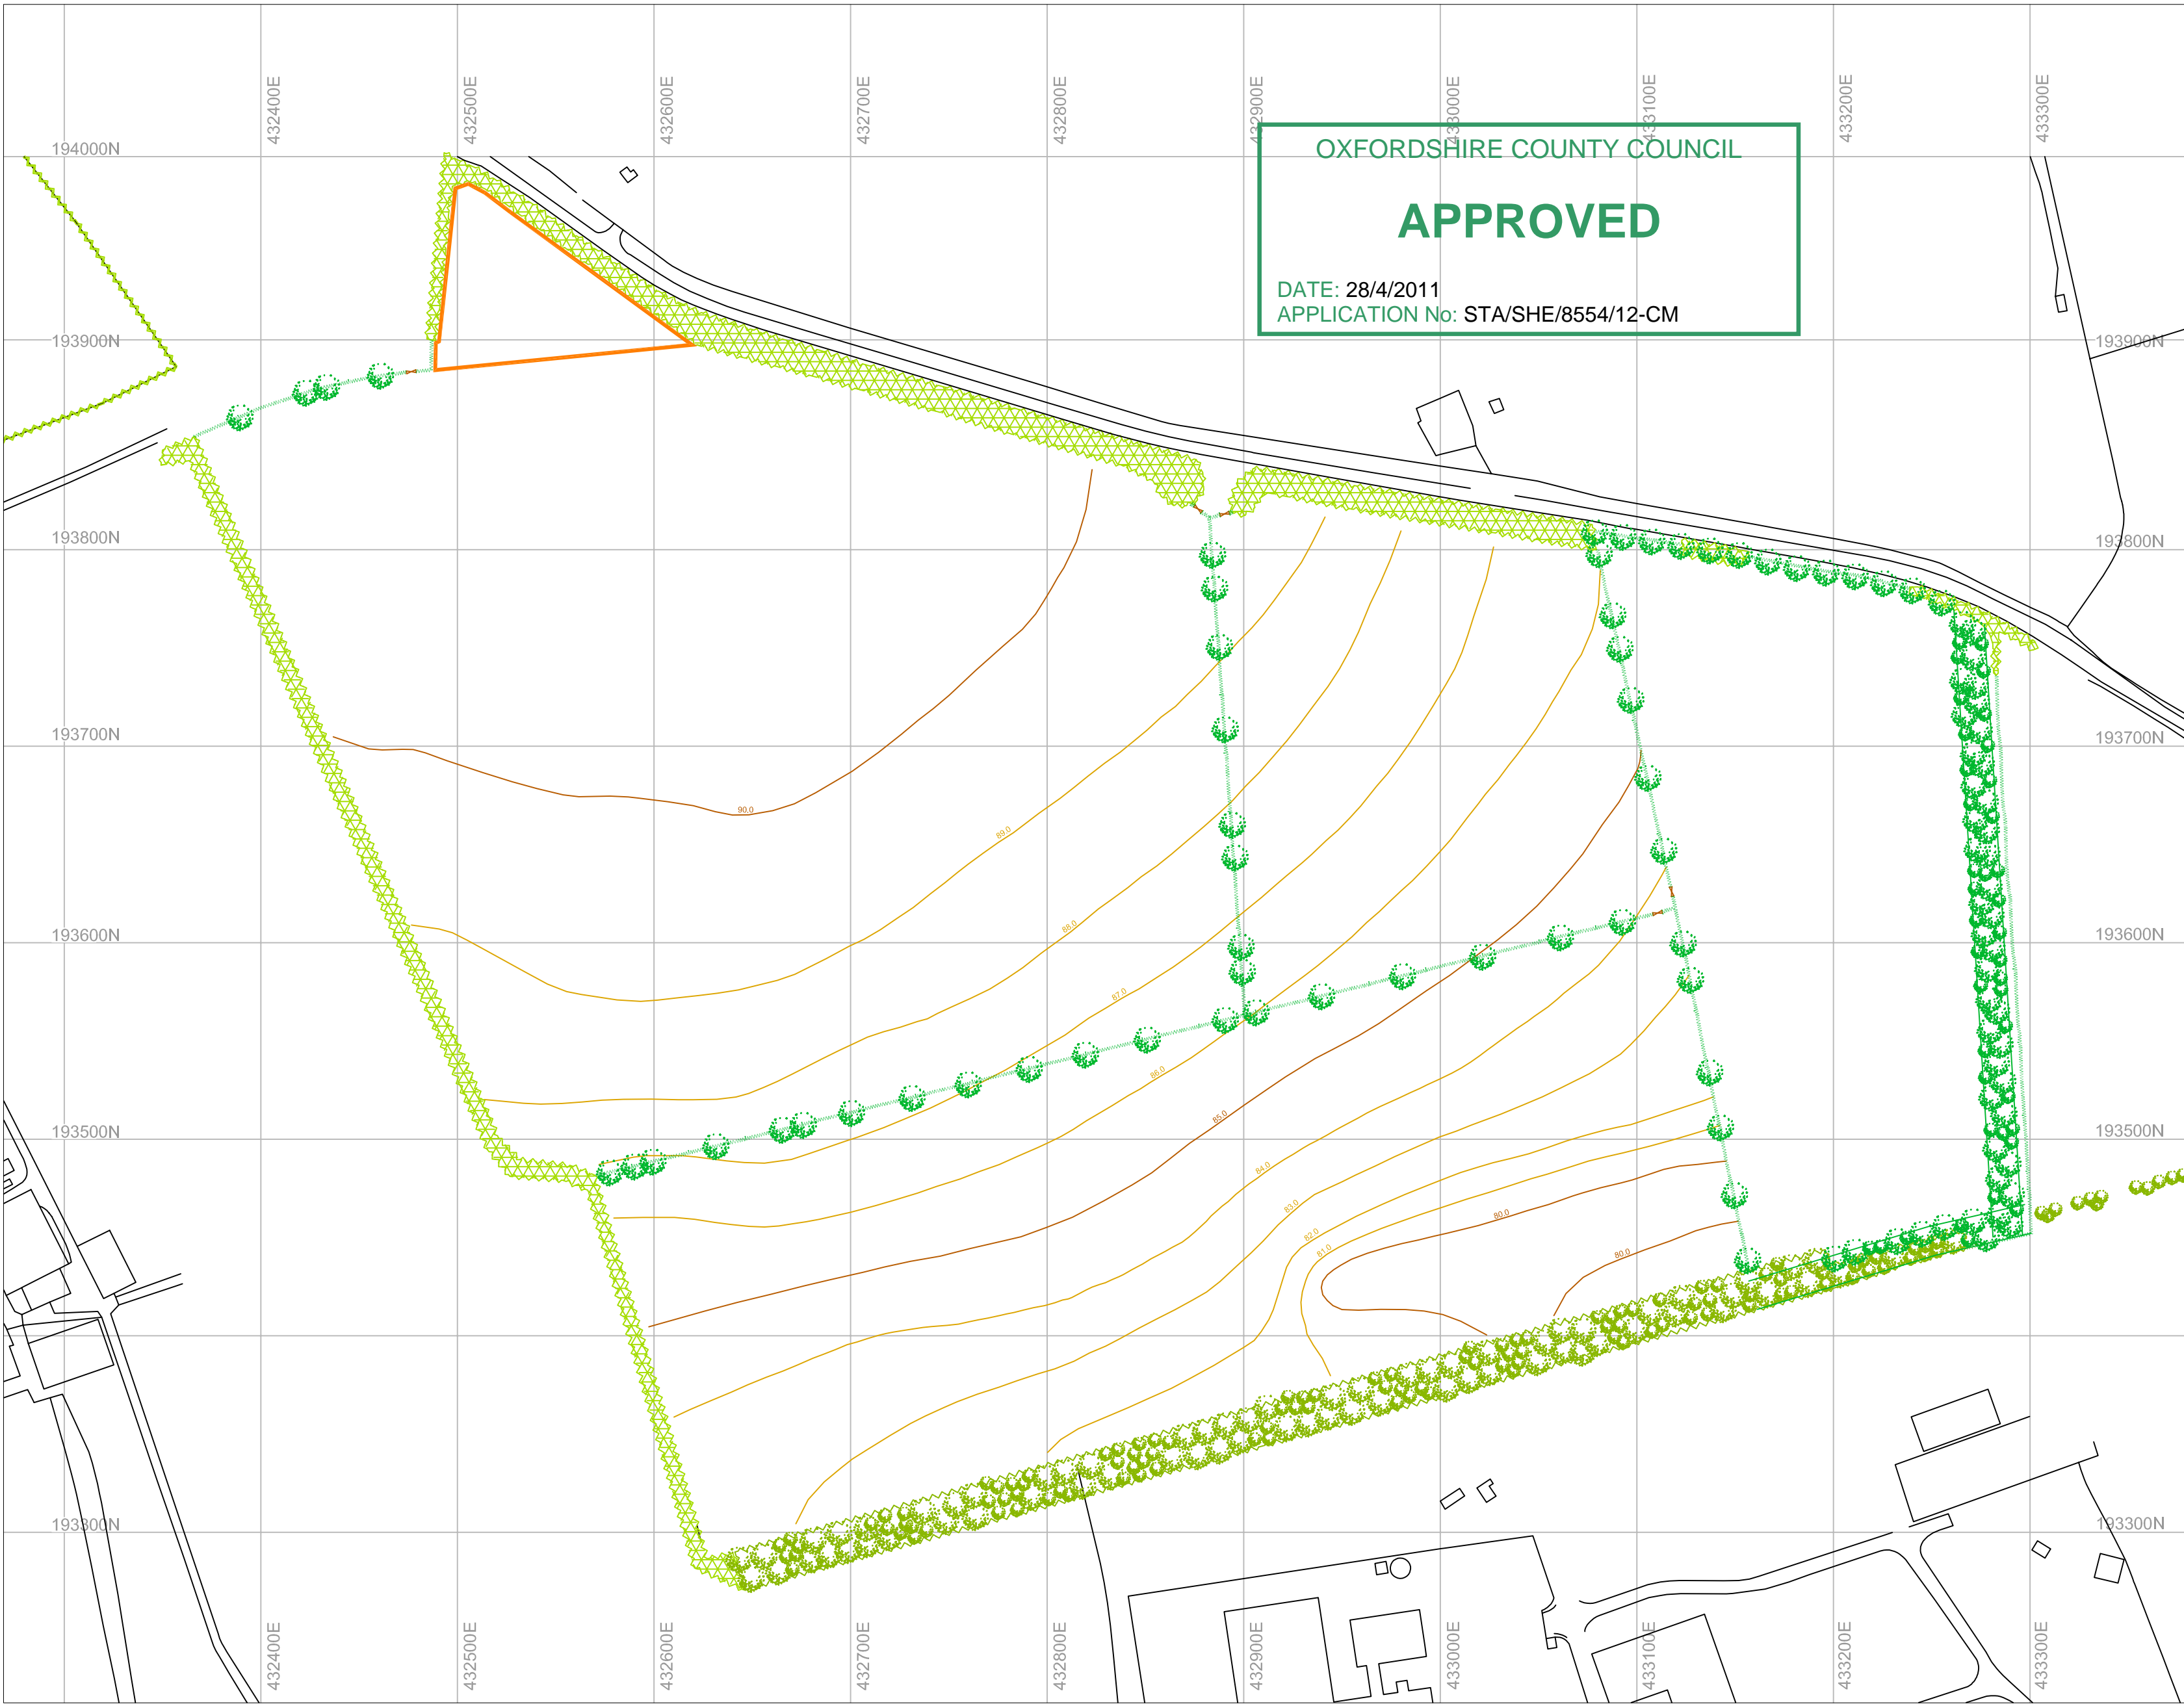 432400E
432500E
432600E
432700E
432800E
432900E
433000E
433100E
433200E
433300E
OXFORDSHIRE COUNTY COUNCIL
APPROVED
DATE: 28/4/2011
APPLICATION No: STA/SHE/8554/12-CM
194000N
193900N
193900N
193800N
193800N
193700N
193700N
90.0
89.0
88.0
193600N
193600N
87.0
86.0
85.0
193500N
193500N
84.0
83.0
80.0
82.0
81.0
80.0
193300N
193300N
432400E
432500E
432600E
432700E
432800E
432900E
433000E
433100E
433200E
433300E